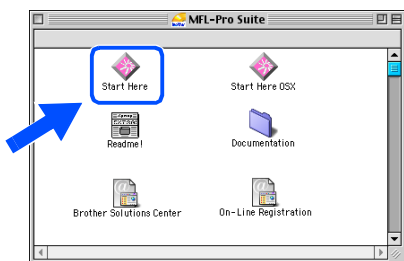 MFL-Pro Suite
Start Here
Start Here OSX
Readme!
Documentation
Brother Solutions Center
On-Line Registration